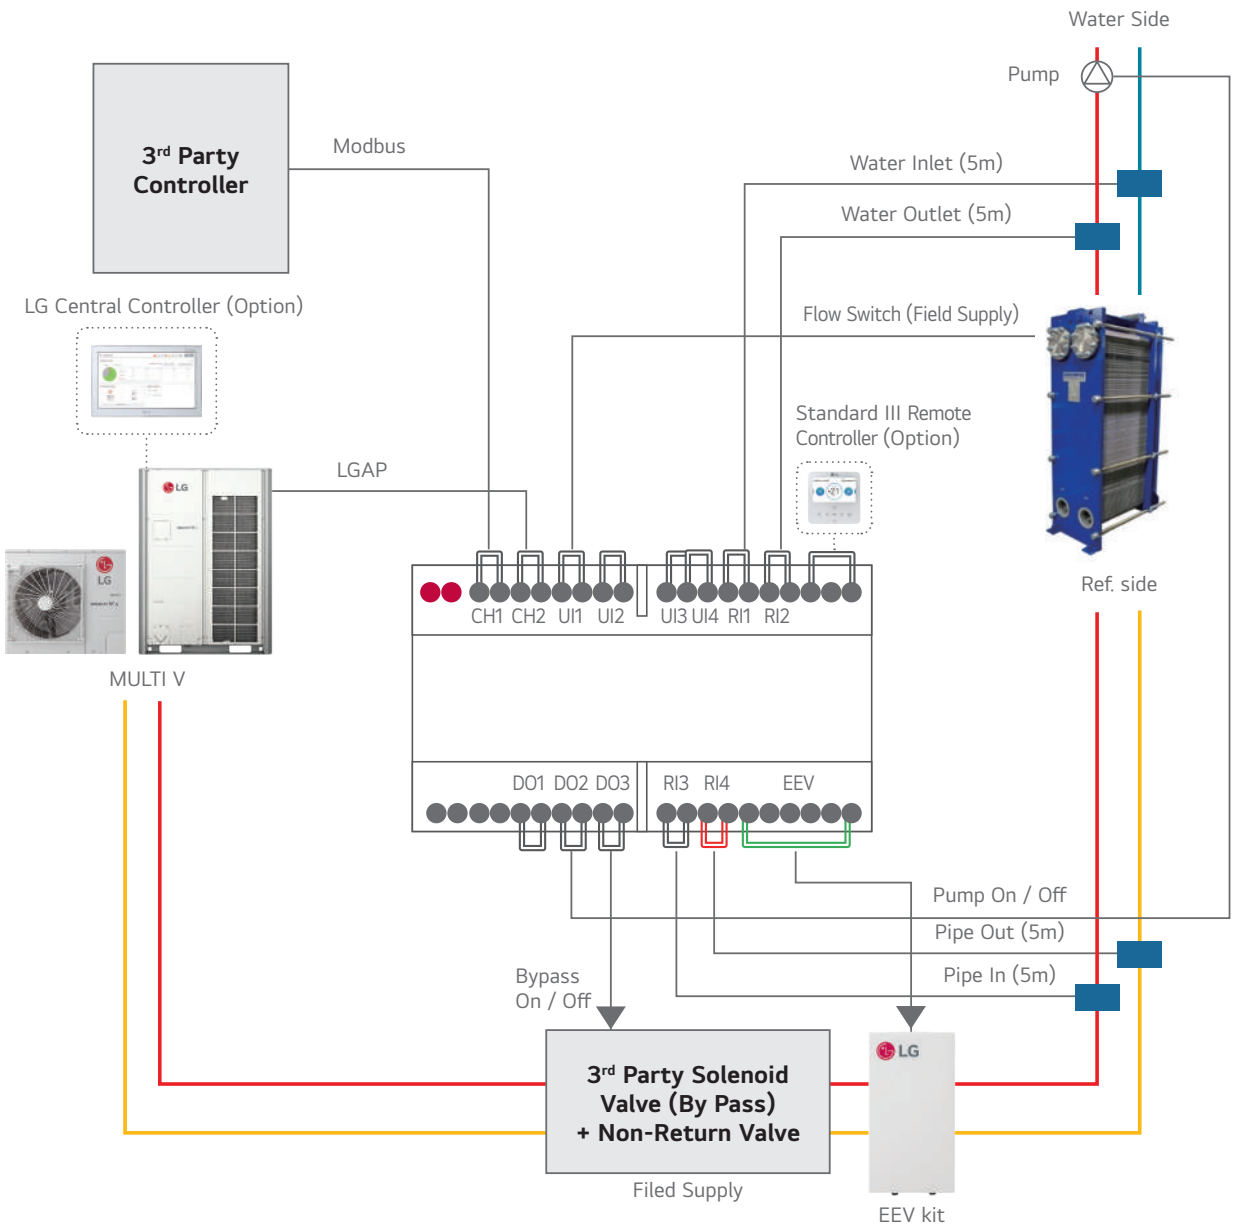 Water Side
Pump
3rd Party
Controller
Modbus
Water Inlet (5m)
Water Outlet (5m)
LG Central Controller (Option)
Flow Switch (Field Supply)
Standard III Remote
Controller (Option)
LGAP
LG
LG
CH1 CH2 UI1 UI2 UI3 UI4 RI1 RI2
Ref. side
MULTI V
DO1 DO2 DO3 RI3 RI4 EEV
Pump On / Off
Pipe Out (5m)
Pipe In (5m)
Bypass
On / Off
3rd Party Solenoid
Valve (By Pass)
+ Non-Return Valve
LG
Filed Supply
EEV kit